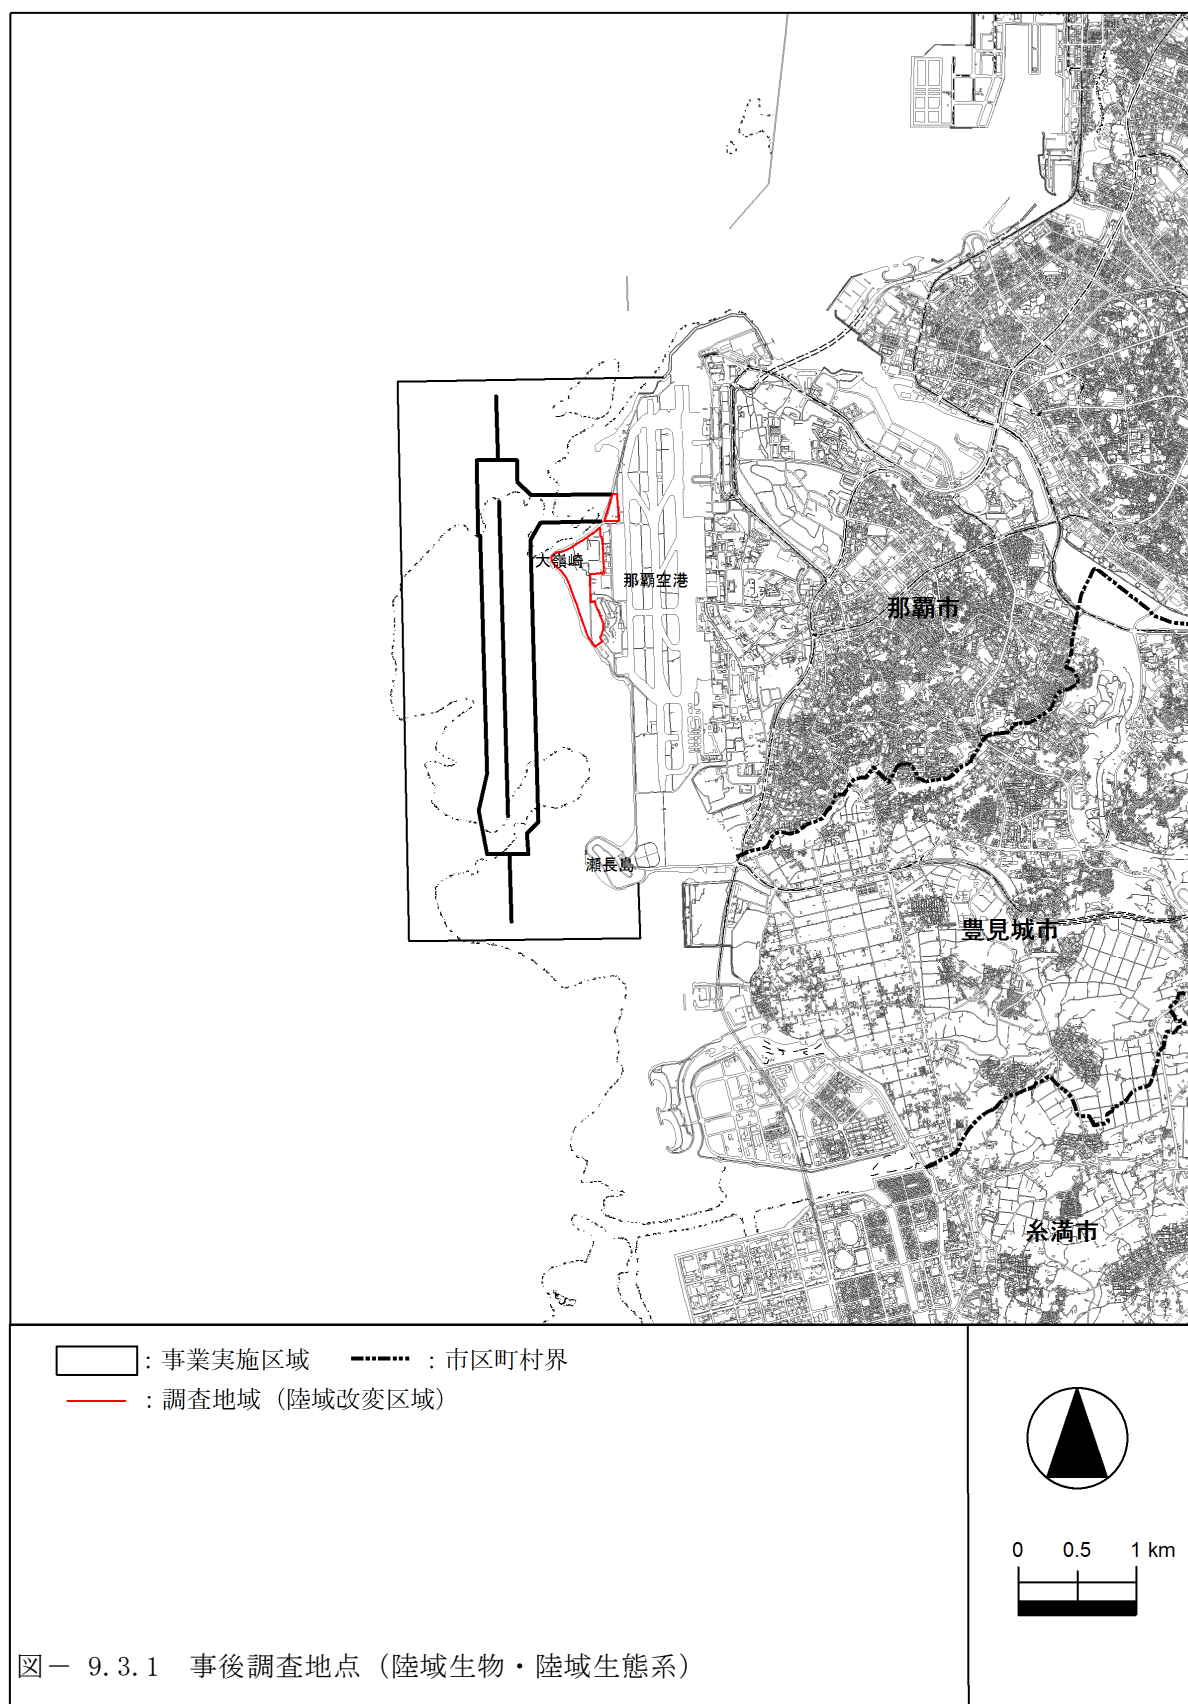 大嶺崎
那覇空港
那覇市
瀬長島
豊見城市
糸満市
：事業実施区域　：市区町村界
：調査地域（陸域改変区域）
0 0.5 1 km
図－ 9.3.1　事後調査地点（陸域生物・陸域生態系）